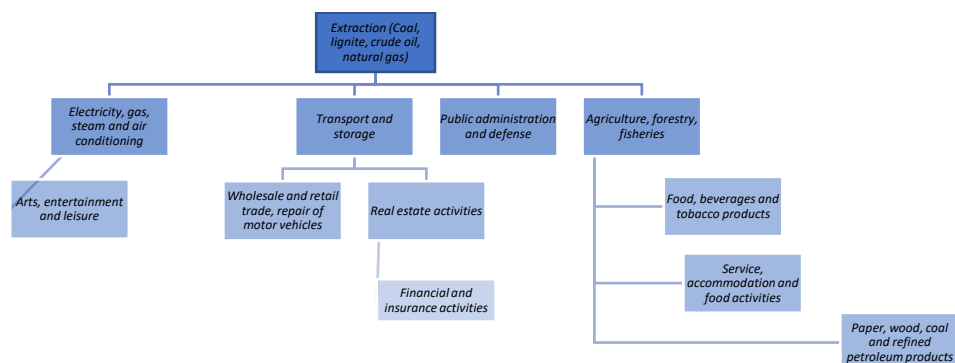 Extraction (Coal,
lignite, crude oil,
natural gas)
Electricity, gas,
steam and air
conditioning
Transport and
storage
Public administration
and defense
Agriculture, forestry,
fisheries
Arts, entertainment
and leisure
Wholesale and retail
trade, repair of
motor vehicles
Real estate activities
Food, beverages and
tobacco products
Financial and
insurance activities
Service,
accommodation and
food activities
Paper, wood, coal
and refined
petroleum products